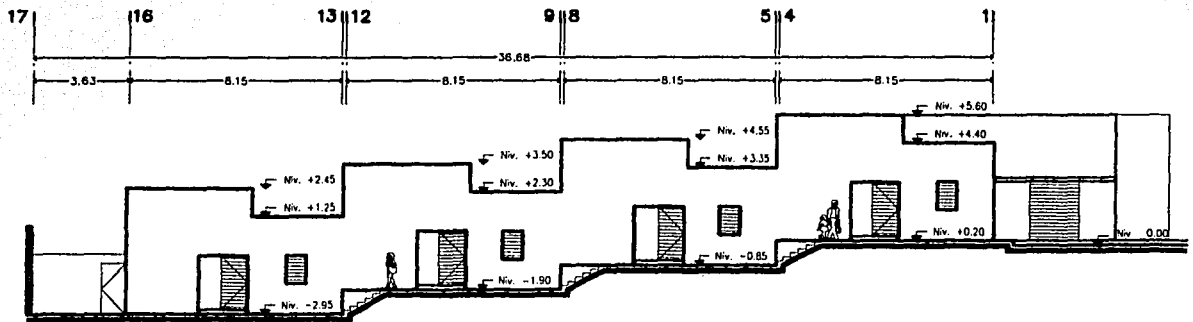 17 16 13 12 9 8 5 4 1
36.68
3.63 8.15 8.15 8.15 8.15
Niv. +5.60
Niv. +4.55
Niv. +4.40
Niv. +3.50
Niv. +3.35
Niv. +2.45
Niv. +2.30
Niv. +1.25
Niv. +0.20
Niv 0.00
Niv. -0.85
Niv. -1.90
Niv. -2.95